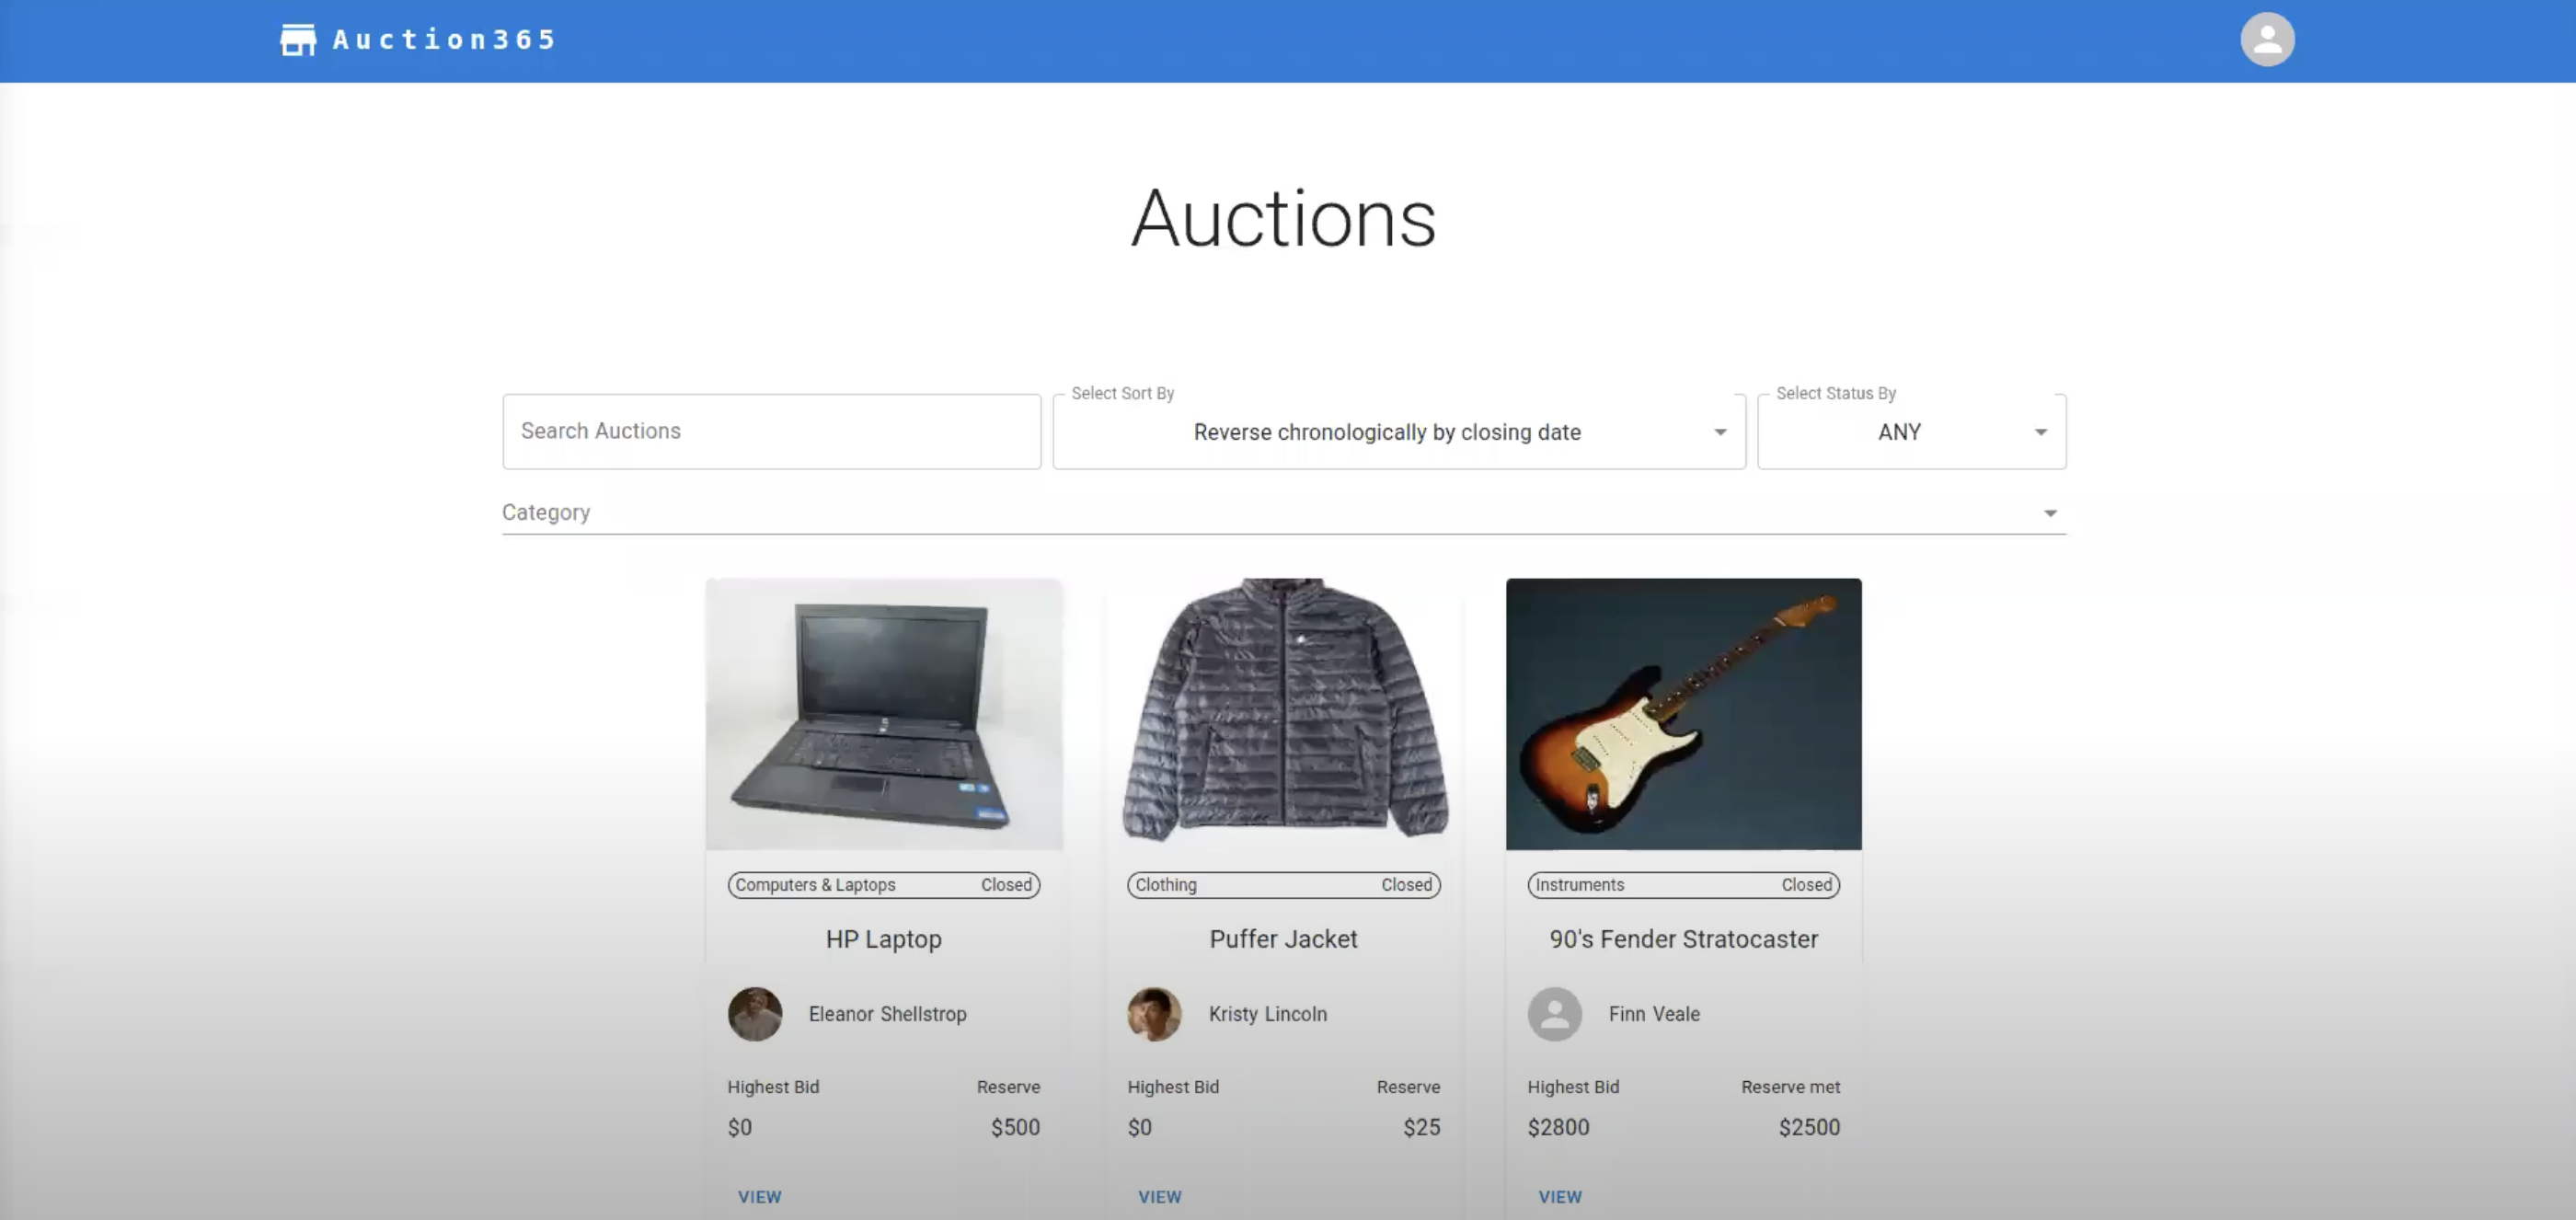 Auction365
Auctions
Search Auctions
Select Sort By
Reverse chronologically by closing date
Select Status By
ANY
Category
Computers & Laptops Closed
HP Laptop
Eleanor Shellstrop
Highest Bid Reserve
$0 $500
VIEW
Clothing Closed
Puffer Jacket
Kristy Lincoln
Highest Bid Reserve
$0 $25
VIEW
Instruments Closed
90's Fender Stratocaster
Finn Veale
Highest Bid Reserve met
$2800 $2500
VIEW